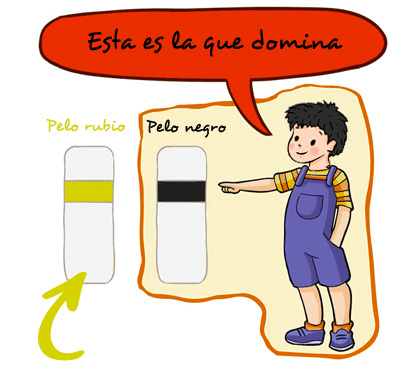 Esta es la que domina
Pelo rubio
Pelo negro